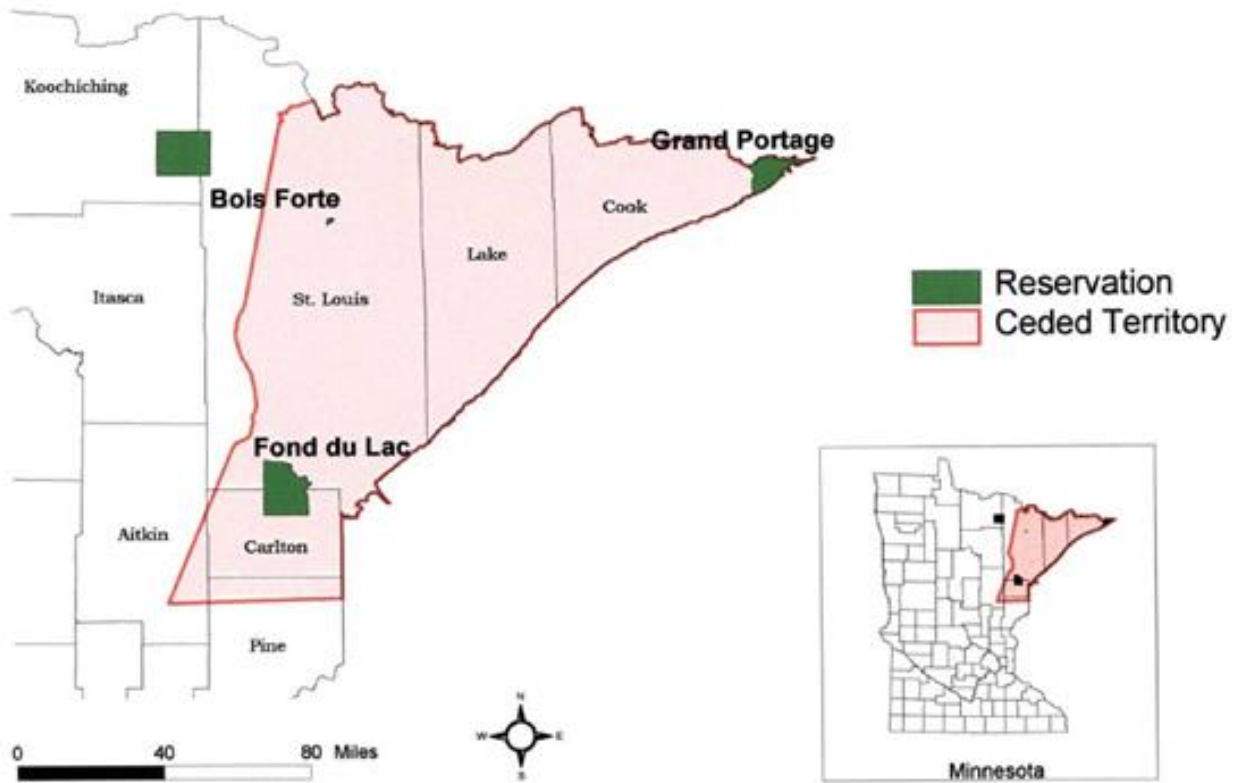 Koochiching
Grand Portage
Bois Forte
Cook
Lake
Itasca
St. Louis
Reservation
Ceded Territory
Fond du Lac
Aitkin
Carlton
Pine
N
W
E
S
0
40
80
Miles
Minnesota